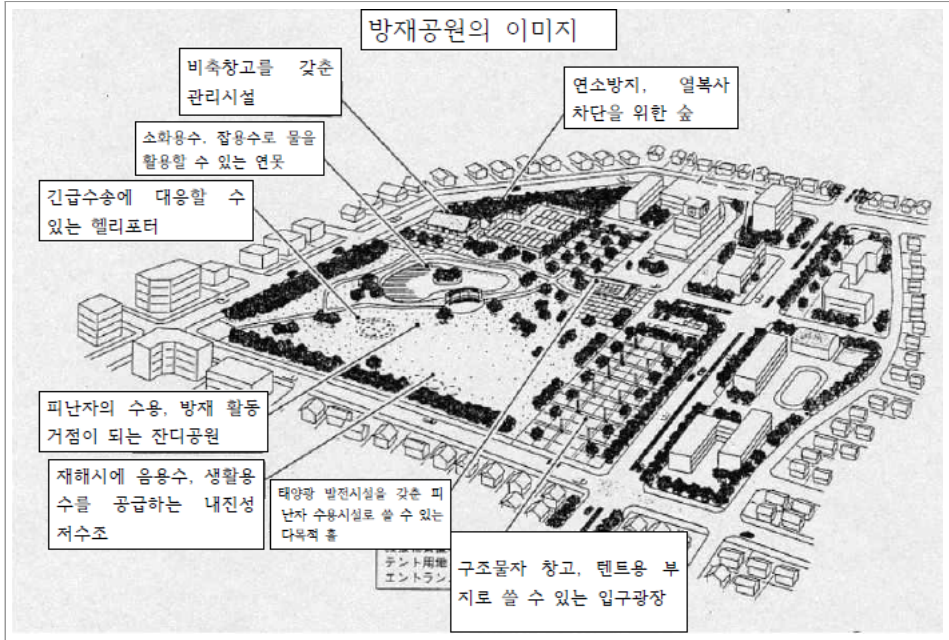 방재공원의 이미지
비축창고를 갖춘
관리시설
연소방지, 열복사
차단을 위한 숲
소화용수, 잡용수로 물을
활용할 수 있는 연못
긴급수송에 대응할 수
있는 헬리포터
피난자의 수용, 방재 활동
거점이 되는 잔디공원
재해시에 음용수, 생활용
수를 공급하는 내진성
저수조
태양광 발전시설을 갖춘 피
난자 수용시설로 쓸 수 있는
다목적 홀
テント用地
エントラン
구조물자 창고, 텐트용 부
지로 쓸 수 있는 입구광장